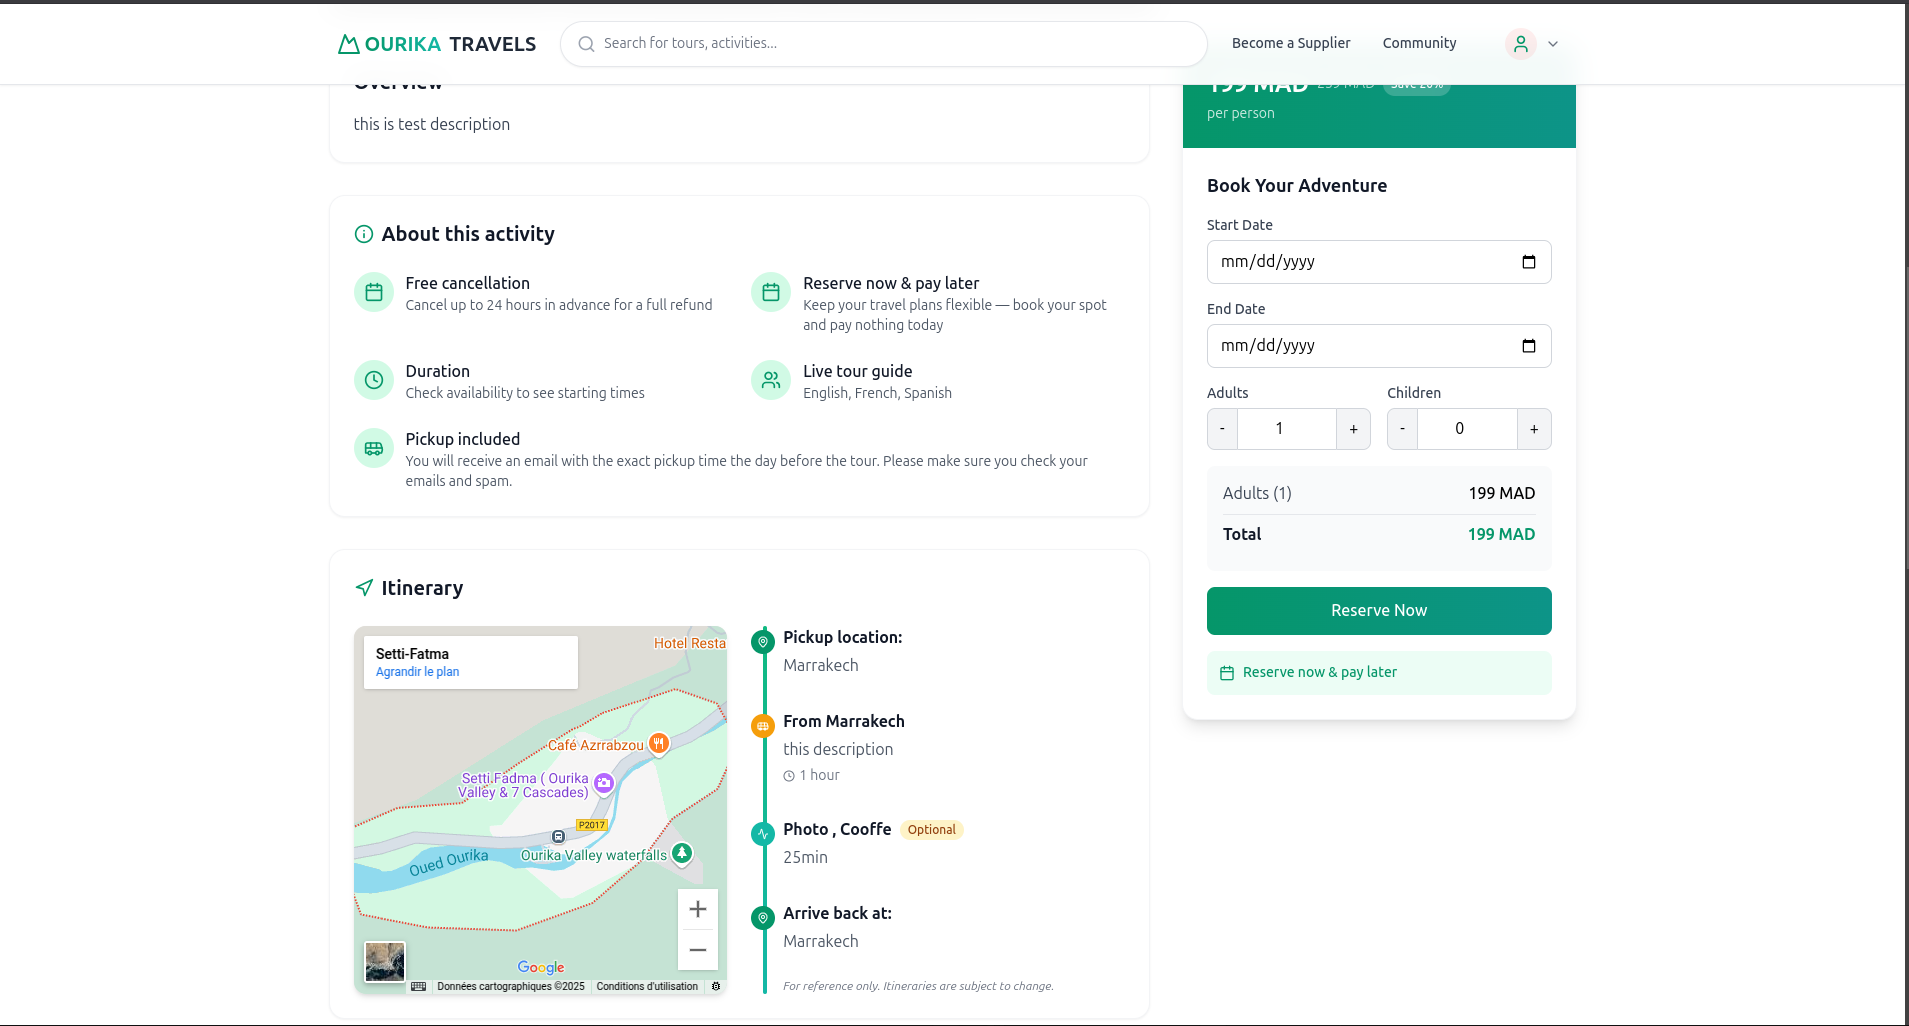 OURIKA TRAVELS
Search for tours, activities...
Become a Supplier
Community
Overview
this is test description
About this activity
Free cancellation
Cancel up to 24 hours in advance for a full refund
Reserve now & pay later
Keep your travel plans flexible — book your spot
and pay nothing today
Duration
Check availability to see starting times
Live tour guide
English, French, Spanish
Pickup included
You will receive an email with the exact pickup time the day before the tour. Please make sure you check your
emails and spam.
Itinerary
Setti-Fatma
Agrandir le plan
Hotel Resta
Café Azrrabzou
Setti Fadma ( Ourika
Valley & 7 Cascades)
P2017
Ourika Valley waterfalls
Oued Ourika
Google
Données cartographiques ©2025
Conditions d'utilisation
Pickup location:
Marrakech
From Marrakech
this description
1 hour
Photo , Cooffe
Optional
25min
Arrive back at:
Marrakech
For reference only. Itineraries are subject to change.
199 MAD 239 MAD Save 20%
per person
Book Your Adventure
Start Date
mm/dd/yyyy
End Date
mm/dd/yyyy
Adults
Children
- 1 +
- 0 +
Adults (1) 199 MAD
Total 199 MAD
Reserve Now
Reserve now & pay later